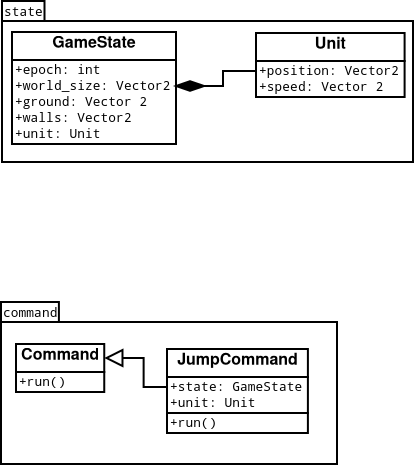 state
GameState
+epoch: int
+world_size: Vector2
+ground: Vector 2
+walls: Vector2
+unit: Unit
Unit
+position: Vector2
+speed: Vector 2
command
Command
+run()
JumpCommand
+state: GameState
+unit: Unit
+run()